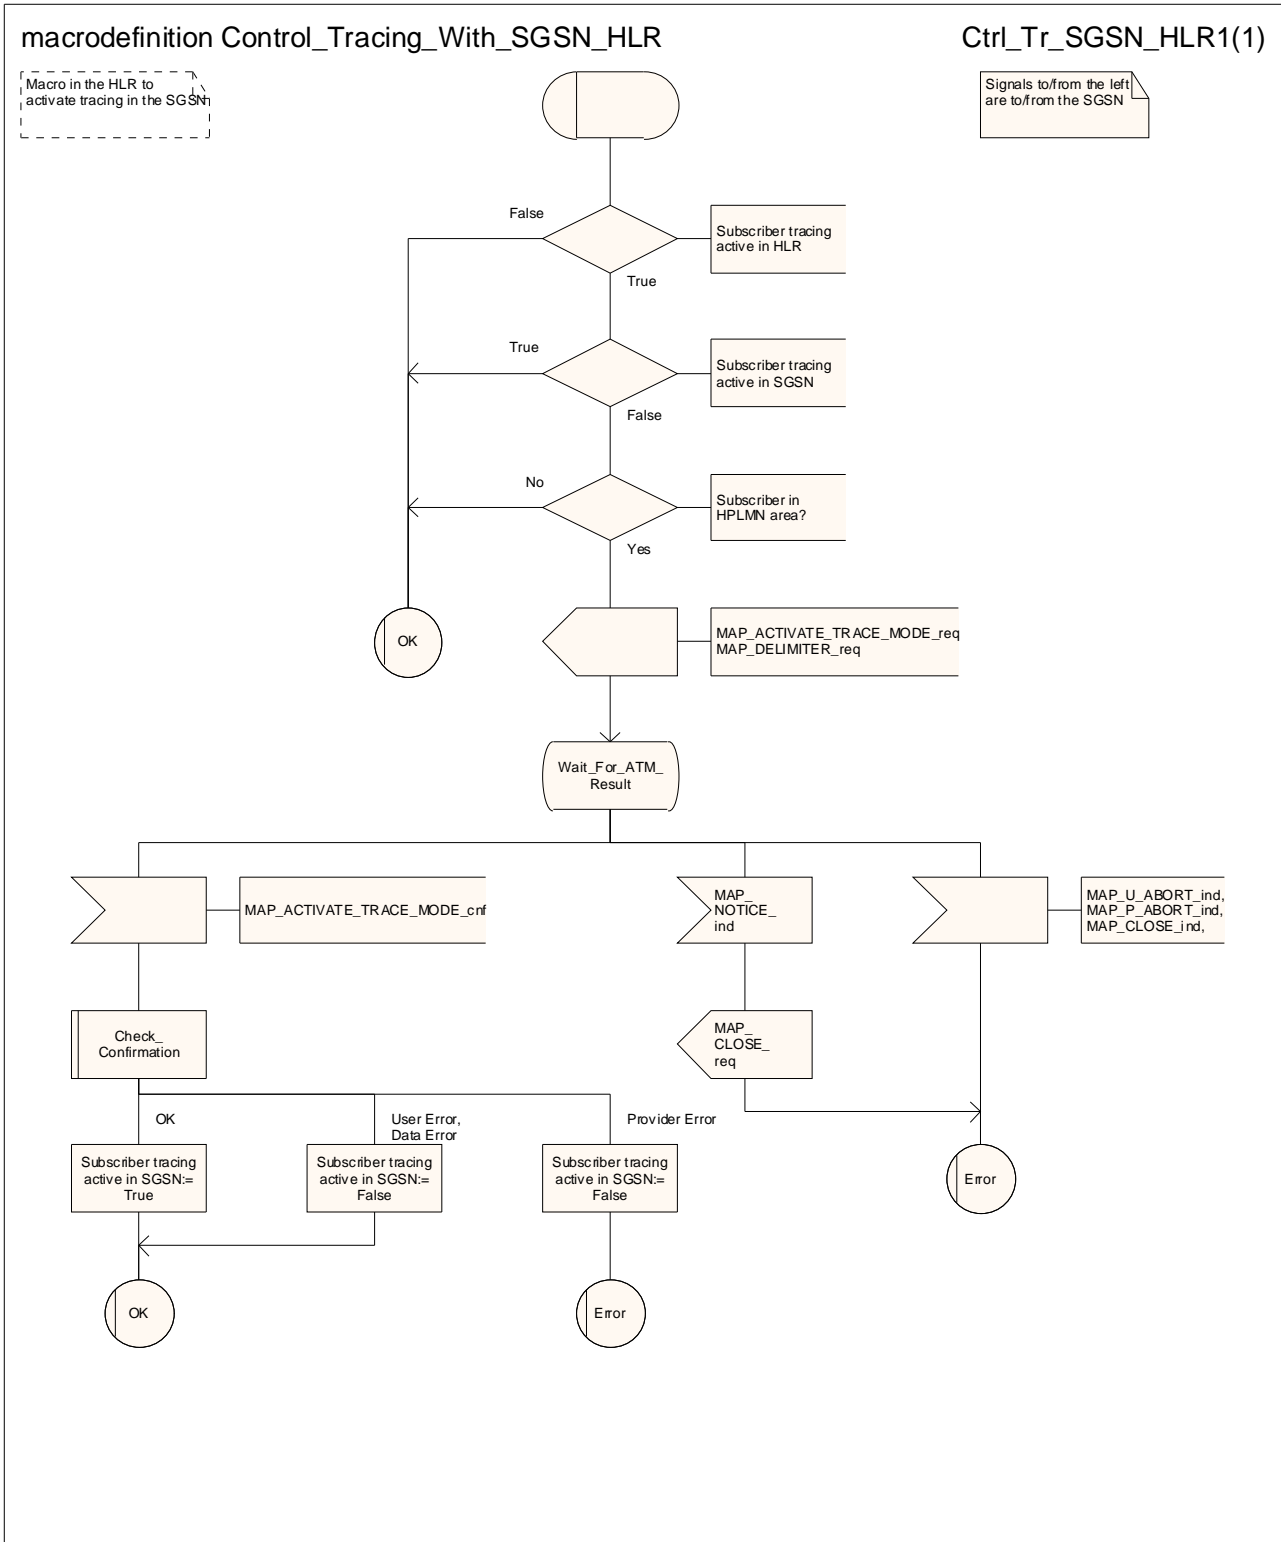 macrodefinition Control_Tracing_With_SGSN_HLR
Ctrl_Tr_SGSN_HLR1(1)
Macro in the HLR to
activate tracing in the SGSN
Signals to/from the left
are to/from the SGSN
False
Subscriber tracing
active in HLR
True
True
Subscriber tracing
active in SGSN
False
No
Subscriber in
HPLMN area?
Yes
OK
MAP_ACTIVATE_TRACE_MODE_req
MAP_DELIMITER_req
Wait_For_ATM_
Result
MAP_ACTIVATE_TRACE_MODE_cnf
MAP_
NOTICE_
ind
MAP_U_ABORT_ind,
MAP_P_ABORT_ind,
MAP_CLOSE_ind,
Check_
Confirmation
MAP_
CLOSE_
req
OK
User Error,
Data Error
Provider Error
Subscriber tracing
active in SGSN:=
True
Subscriber tracing
active in SGSN:=
False
Subscriber tracing
active in SGSN:=
False
Error
OK
Error